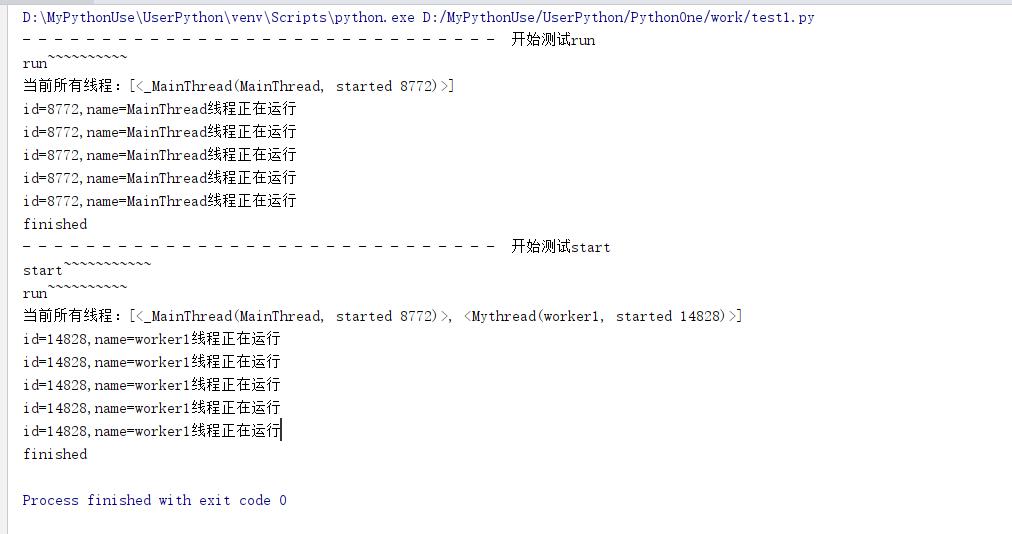 D:\MyPythonUse\UserPython\venv\Scripts\python.exe D:/MyPythonUse/UserPython/PythonOne/work/test1.py
- - - - - - - - - - - - - - - - - - - - - - - - - - - - - - 开始测试run
run~~~~~~~~~~
当前所有线程：[<_MainThread(MainThread, started 8772)>]
id=8772,name=MainThread线程正在运行
id=8772,name=MainThread线程正在运行
id=8772,name=MainThread线程正在运行
id=8772,name=MainThread线程正在运行
id=8772,name=MainThread线程正在运行
finished
- - - - - - - - - - - - - - - - - - - - - - - - - - - - - - 开始测试start
start~~~~~~~~~~~
run~~~~~~~~~~
当前所有线程：[<_MainThread(MainThread, started 8772)>, <Mythread(worker1, started 14828)>]
id=14828,name=worker1线程正在运行
id=14828,name=worker1线程正在运行
id=14828,name=worker1线程正在运行
id=14828,name=worker1线程正在运行
id=14828,name=worker1线程正在运行
finished
Process finished with exit code 0